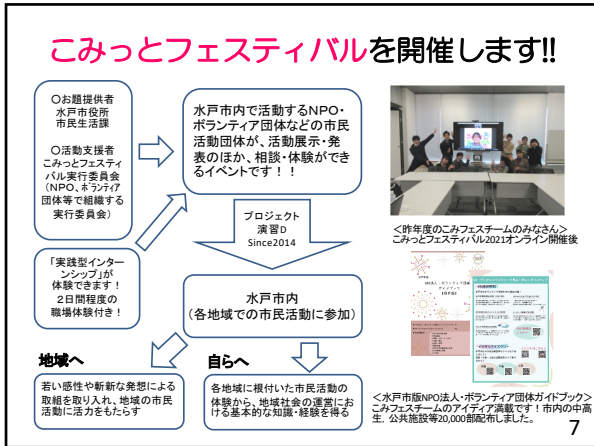 こみっとフェスティバルを開催します!!
○お題提供者
水戸市役所
市民生活課
○活動支援者
こみっとフェスティ
バル実行委員会
(NPO、ボランティア
団体等で組織する
実行委員会)
水戸市内で活動するNPO・
ボランティア団体などの市民
活動団体が、活動展示・発
表のほか、相談・体験ができ
るイベントです！！
「実践型インター
ンシップ」が
体験できます！
２日間程度の
職場体験付き！
プロジェクト
演習D
Since2014
水戸市内
(各地域での市民活動に参加)
地域へ
自らへ
若い感性や斬新な発想による
取組を取り入れ、地域の市民
活動に活力をもたらす
各地域に根付いた市民活動の
体験から、地域社会の運営にお
ける基本的な知識・経験を得る
＜昨年度のこみフェスチームのみなさん＞
こみっとフェスティバル2021オンライン開催後
＜水戸市版NPO法人・ボランティア団体ガイドブック＞
こみフェスチームのアイディア満載です！市内の中高
生、公共施設等20,000部配布しました。
7